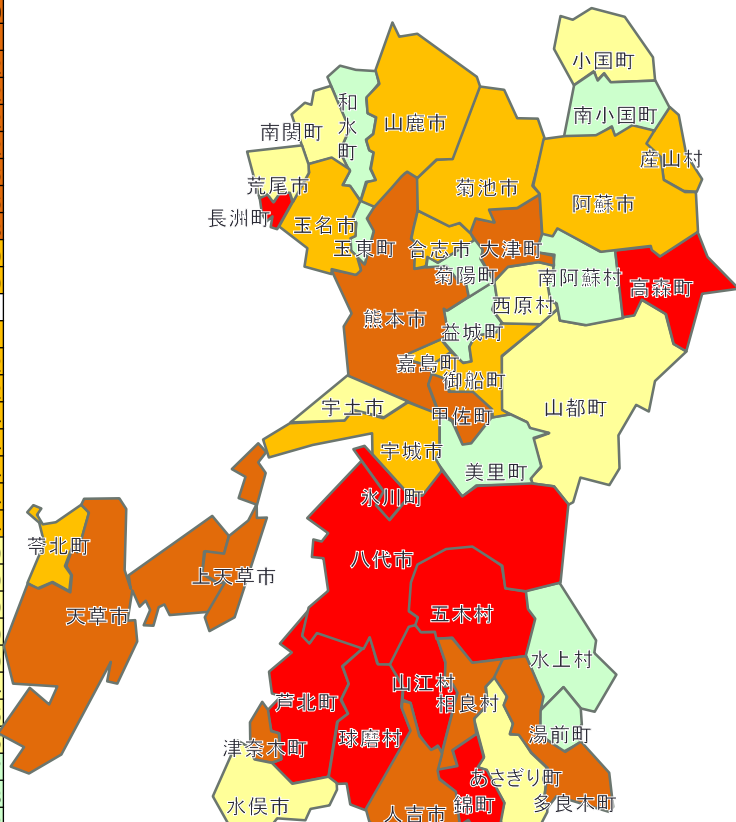 小国町
南小国町
和水町
山鹿市
南関町
産山村
荒尾市
菊池市
阿蘇市
長洲町
玉名市
玉東町
合志市
大津町
菊陽町
南阿蘇村
高森町
西原村
熊本市
益城町
嘉島町
御船町
宇土市
甲佐町
山都町
宇城市
美里町
氷川町
苓北町
八代市
上天草市
天草市
五木村
水上村
山江村
芦北町
相良村
球磨村
湯前町
津奈木町
あさぎり町
水俣市
錦町
多良木町
人吉市